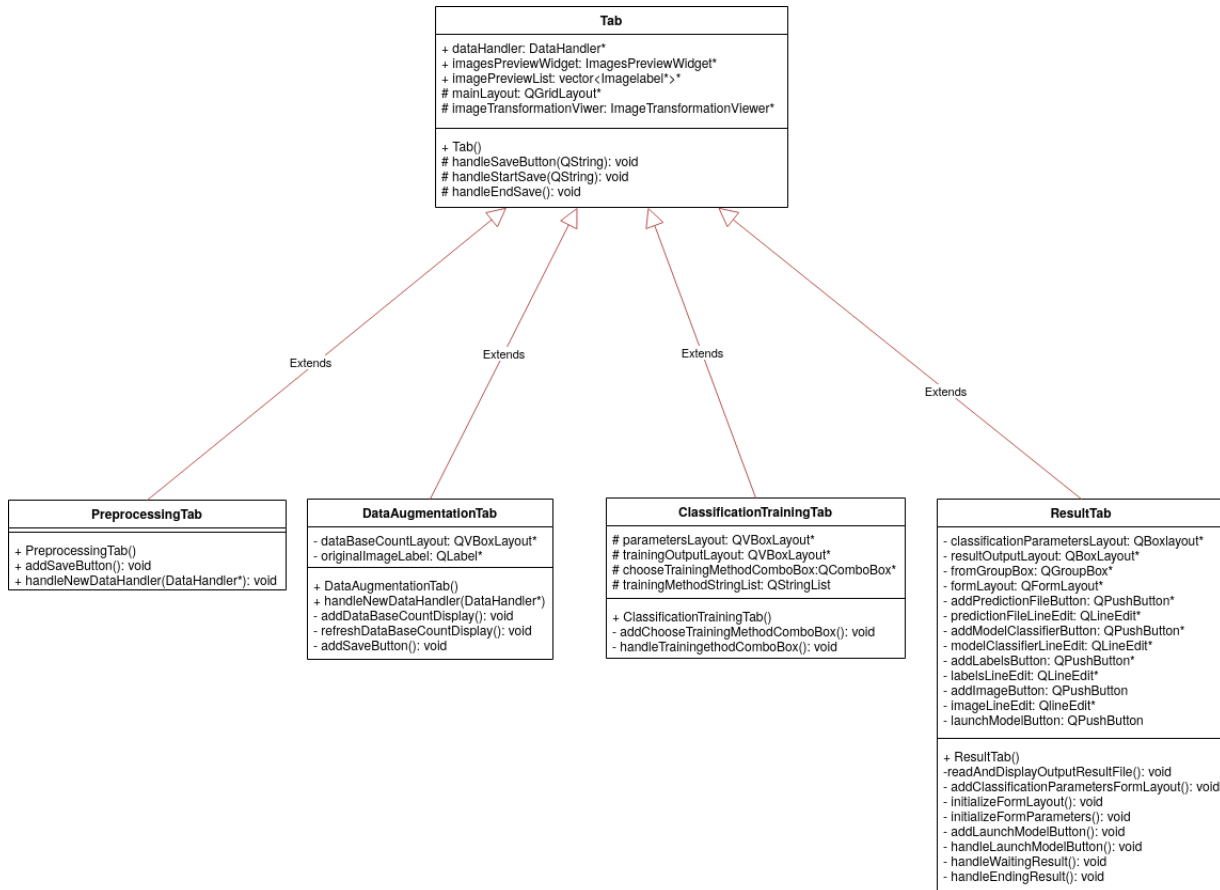 Tab
+ dataHandler: DataHandler*
+ imagesPreviewWidget: ImagesPreviewWidget*
+ imagePreviewList: vector<Imagelabel*>*
# mainLayout: QGridLayout*
# imageTransformationViwer: ImageTransformationViewer*
+ Tab()
# handleSaveButton(QString): void
# handleStartSave(QString): void
# handleEndSave(): void
Extends
Extends
Extends
Extends
PreprocessingTab
+ PreprocessingTab()
+ addSaveButton(): void
+ handleNewDataHandler(DataHandler*): void
DataAugmentationTab
- dataBaseCountLayout: QVBoxLayout*
- originalImageLabel: QLabel*
+ DataAugmentationTab()
+ handleNewDataHandler(DataHandler*)
- addDataBaseCountDisplay(): void
- refreshDataBaseCountDisplay(): void
- addSaveButton(): void
ClassificationTrainingTab
# parametersLayout: QVBoxLayout*
# trainingOutputLayout: QVBoxLayout*
# chooseTrainingMethodComboBox:QComboBox*
# trainingMethodStringList: QStringList
+ ClassificationTrainingTab()
- addChooseTrainingMethodComboBox(): void
- handleTrainingethodComboBox(): void
ResultTab
- classificationParametersLayout: QBoxlayout*
- resultOutputLayout: QBoxLayout*
- fromGroupBox: QGroupBox*
- formLayout: QFormLayout*
- addPredictionFileButton: QPushButton*
- predictionFileLineEdit: QLineEdit*
- addModelClassifierButton: QPushButton*
- modelClassifierLineEdit: QLineEdit*
- addLabelsButton: QPushButton*
- labelsLineEdit: QLineEdit*
- addImageButton: QPushButton
- imageLineEdit: QlineEdit*
- launchModelButton: QPushButton
+ ResultTab()
-readAndDisplayOutputResultFile(): void
- addClassificationParametersFormLayout(): void
- initializeFormLayout(): void
- initializeFormParameters(): void
- addLaunchModelButton(): void
- handleLaunchModelButton(): void
- handleWaitingResult(): void
- handleEndingResult(): void